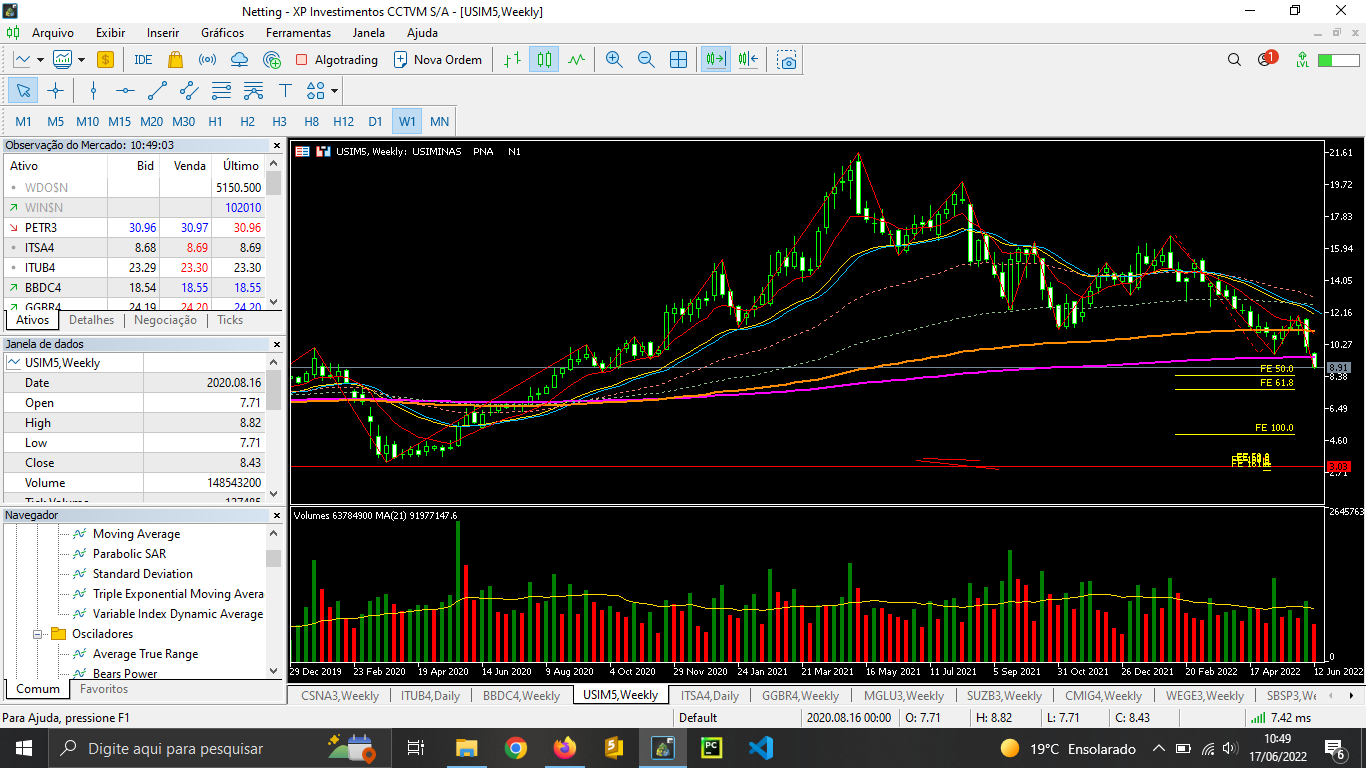 Netting - XP Investimentos CCTVM S/A - [USIM5,Weekly]
Arquivo Exibir Inserir Gráficos Ferramentas Janela Ajuda
IDE Algotrading Nova Ordem 1 LVL
M1 M5 M10 M15 M20 M30 H1 H2 H3 H8 H12 D1 W1 MN
Observação do Mercado: 10:49:03
Ativo Bid Venda Último
WDO$N 5150.500
WIN$N 102010
PETR3 30.96 30.97 30.96
ITSA4 8.68 8.69 8.69
ITUB4 23.29 23.30 23.30
BBDC4 18.54 18.55 18.55
GGBR4 24.19 24.20 24.20
Ativos Detalhes Negociação Ticks
Janela de dados
USIM5,Weekly
Date 2020.08.16
Open 7.71
High 8.82
Low 7.71
Close 8.43
Volume 148543200
Tick Volume 127485
Navegador
Moving Average
Parabolic SAR
Standard Deviation
Triple Exponential Moving Avera
Variable Index Dynamic Average
Osciladores
Average True Range
Bears Power
Comum Favoritos
USIM5, Weekly: USIMINAS PNA N1
21.61
19.72
17.83
15.94
14.05
12.16
10.27
8.91
8.38
6.49
4.60
2.71
FE 50.0
FE 61.8
FE 100.0
Volumes 63784900 MA(21) 91977147.6
2645763
0
29 Dec 2019 23 Feb 2020 19 Apr 2020 14 Jun 2020 9 Aug 2020 4 Oct 2020 29 Nov 2020 24 Jan 2021 21 Mar 2021 16 May 2021 11 Jul 2021 5 Sep 2021 31 Oct 2021 26 Dec 2021 20 Feb 2022 17 Apr 2022 12 Jun 2022
CSNA3,Weekly ITUB4,Daily BBDC4,Weekly USIM5,Weekly ITSA4,Daily GGBR4,Weekly MGLU3,Weekly SUZB3,Weekly CMIG4,Weekly WEGE3,Weekly SBSP3,We
Para Ajuda, pressione F1 Default 2020.08.16 00:00 O: 7.71 H: 8.82 L: 7.71 C: 8.43 7.42 ms
Digite aqui para pesquisar
19°C Ensolarado
10:49
17/06/2022
6